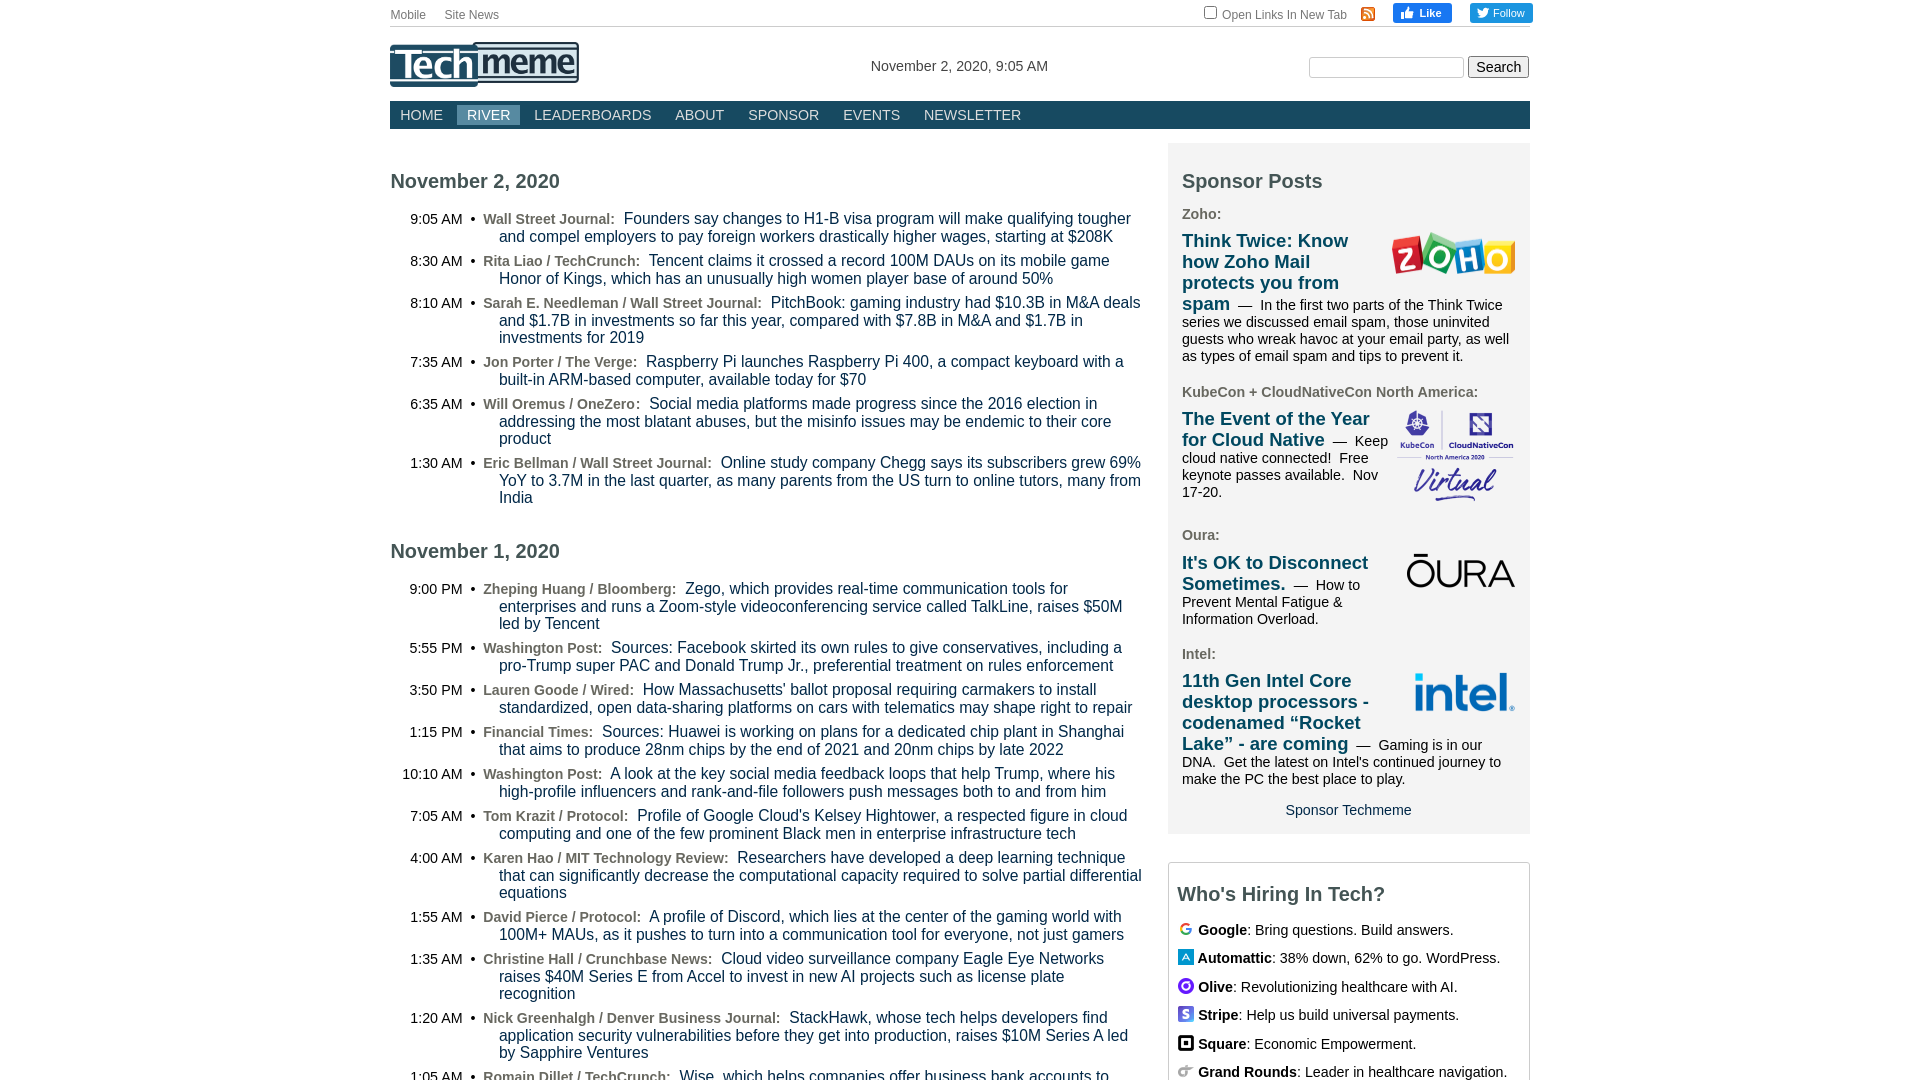 Mobile Site News Open Links In New Tab Like Follow
Techmeme
November 2, 2020, 9:05 AM
Search
HOME RIVER LEADERBOARDS ABOUT SPONSOR EVENTS NEWSLETTER
November 2, 2020
9:05 AM • Wall Street Journal: Founders say changes to H1-B visa program will make qualifying tougher
and compel employers to pay foreign workers drastically higher wages, starting at $208K
8:30 AM • Rita Liao / TechCrunch: Tencent claims it crossed a record 100M DAUs on its mobile game
Honor of Kings, which has an unusually high women player base of around 50%
8:10 AM • Sarah E. Needleman / Wall Street Journal: PitchBook: gaming industry had $10.3B in M&A deals
and $1.7B in investments so far this year, compared with $7.8B in M&A and $1.7B in
investments for 2019
7:35 AM • Jon Porter / The Verge: Raspberry Pi launches Raspberry Pi 400, a compact keyboard with a
built-in ARM-based computer, available today for $70
6:35 AM • Will Oremus / OneZero: Social media platforms made progress since the 2016 election in
addressing the most blatant abuses, but the misinfo issues may be endemic to their core
product
1:30 AM • Eric Bellman / Wall Street Journal: Online study company Chegg says its subscribers grew 69%
YoY to 3.7M in the last quarter, as many parents from the US turn to online tutors, many from
India
November 1, 2020
9:00 PM • Zheping Huang / Bloomberg: Zego, which provides real-time communication tools for
enterprises and runs a Zoom-style videoconferencing service called TalkLine, raises $50M
led by Tencent
5:55 PM • Washington Post: Sources: Facebook skirted its own rules to give conservatives, including a
pro-Trump super PAC and Donald Trump Jr., preferential treatment on rules enforcement
3:50 PM • Lauren Goode / Wired: How Massachusetts' ballot proposal requiring carmakers to install
standardized, open data-sharing platforms on cars with telematics may shape right to repair
1:15 PM • Financial Times: Sources: Huawei is working on plans for a dedicated chip plant in Shanghai
that aims to produce 28nm chips by the end of 2021 and 20nm chips by late 2022
10:10 AM • Washington Post: A look at the key social media feedback loops that help Trump, where his
high-profile influencers and rank-and-file followers push messages both to and from him
7:05 AM • Tom Krazit / Protocol: Profile of Google Cloud's Kelsey Hightower, a respected figure in cloud
computing and one of the few prominent Black men in enterprise infrastructure tech
4:00 AM • Karen Hao / MIT Technology Review: Researchers have developed a deep learning technique
that can significantly decrease the computational capacity required to solve partial differential
equations
1:55 AM • David Pierce / Protocol: A profile of Discord, which lies at the center of the gaming world with
100M+ MAUs, as it pushes to turn into a communication tool for everyone, not just gamers
1:35 AM • Christine Hall / Crunchbase News: Cloud video surveillance company Eagle Eye Networks
raises $40M Series E from Accel to invest in new AI projects such as license plate
recognition
1:20 AM • Nick Greenhalgh / Denver Business Journal: StackHawk, whose tech helps developers find
application security vulnerabilities before they get into production, raises $10M Series A led
by Sapphire Ventures
1:05 AM • Romain Dillet / TechCrunch: Wise, which helps companies offer business bank accounts to
Sponsor Posts
Zoho:
Think Twice: Know
how Zoho Mail
protects you from
spam — In the first two parts of the Think Twice
series we discussed email spam, those uninvited
guests who wreak havoc at your email party, as well
as types of email spam and tips to prevent it.
ZOHO
KubeCon + CloudNativeCon North America:
The Event of the Year
for Cloud Native — Keep
cloud native connected! Free
keynote passes available. Nov
17-20.
KubeCon CloudNativeCon
North America 2020
Virtual
Oura:
It's OK to Disconnect
Sometimes. — How to
Prevent Mental Fatigue &
Information Overload.
ŌURA
Intel:
11th Gen Intel Core
desktop processors -
codenamed “Rocket
Lake” - are coming — Gaming is in our
DNA. Get the latest on Intel's continued journey to
make the PC the best place to play.
intel®
Sponsor Techmeme
Who's Hiring In Tech?
Google: Bring questions. Build answers.
Automattic: 38% down, 62% to go. WordPress.
Olive: Revolutionizing healthcare with AI.
Stripe: Help us build universal payments.
Square: Economic Empowerment.
Grand Rounds: Leader in healthcare navigation.